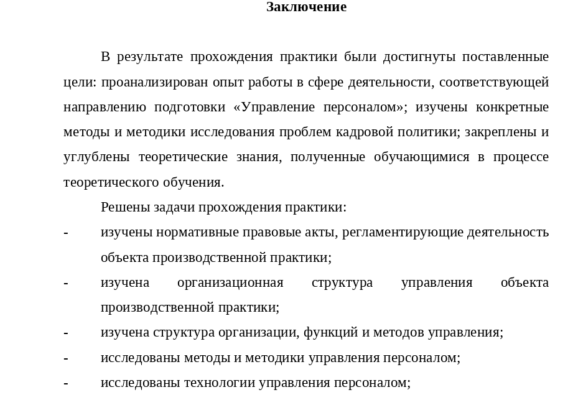 Заключение
В результате прохождения практики были достигнуты поставленные
цели: проанализирован опыт работы в сфере деятельности, соответствующей
направлению подготовки «Управление персоналом»; изучены конкретные
методы и методики исследования проблем кадровой политики; закреплены и
углублены теоретические знания, полученные обучающимися в процессе
теоретического обучения.
Решены задачи прохождения практики:
- изучены нормативные правовые акты, регламентирующие деятельность
объекта производственной практики;
- изучена организационная структура управления объекта
производственной практики;
- изучена структура организации, функций и методов управления;
- исследованы методы и методики управления персоналом;
- исследованы технологии управления персоналом;